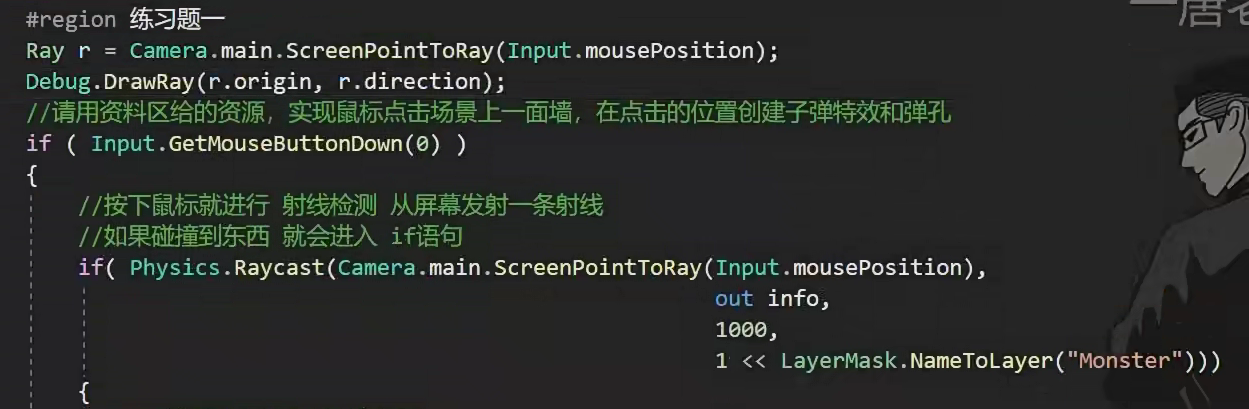 一唐老
#region 练习题一
Ray r = Camera.main.ScreenPointToRay(Input.mousePosition);
Debug.DrawRay(r.origin, r.direction);
//请用资料区给的资源，实现鼠标点击场景上一面墙，在点击的位置创建子弹特效和弹孔
if ( Input.GetMouseButtonDown(0) )
{
//按下鼠标就进行 射线检测 从屏幕发射一条射线
//如果碰撞到东西 就会进入 if语句
if( Physics.Raycast(Camera.main.ScreenPointToRay(Input.mousePosition),
out info,
1000,
1 << LayerMask.NameToLayer("Monster")))
{